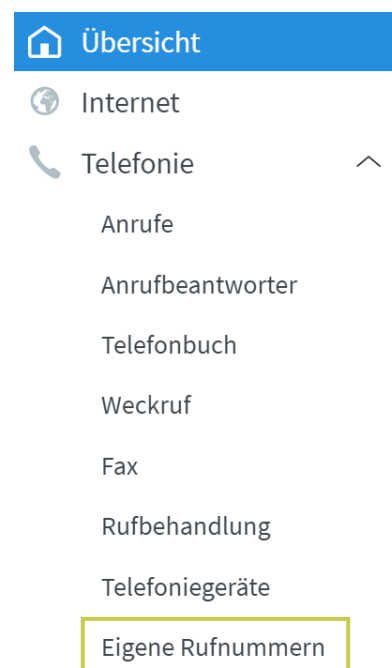 Übersicht
Internet
Telefonie
Anrufe
Anrufbeantworter
Telefonbuch
Weckruf
Fax
Rufbehandlung
Telefoniegeräte
Eigene Rufnummern